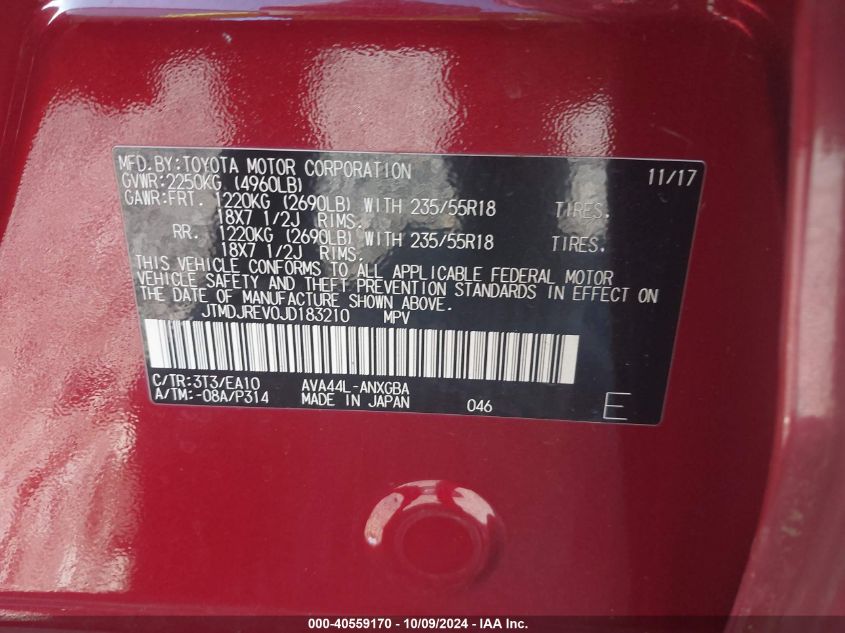 MFD. BY: TOYOTA MOTOR CORPORATION 11/17
GVWR: 2250KG (4960LB)
GAWR: FRT. 1220KG (2690LB) WITH 235/55R18 TIRES,
18X7 1/2J RIMS.
RR. 1220KG (2690LB) WITH 235/55R18 TIRES,
18X7 1/2J RIMS.
THIS VEHICLE CONFORMS TO ALL APPLICABLE FEDERAL MOTOR
VEHICLE SAFETY AND THEFT PREVENTION STANDARDS IN EFFECT ON
THE DATE OF MANUFACTURE SHOWN ABOVE.
JTMDJREV0JD183210 MPV
C/TR: 3T3/EA10 AVA44L-ANXGBA
A/TM: -08A/P314 MADE IN JAPAN 046 E
000-40559170 - 10/09/2024 - IAA Inc.